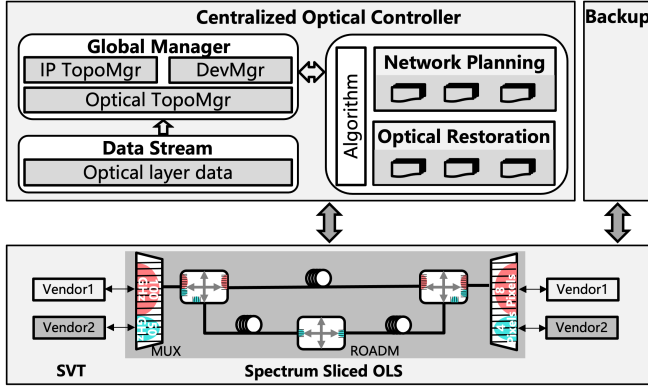 Centralized Optical Controller
Backup
Global Manager
IP TopoMgr
DevMgr
Optical TopoMgr
Data Stream
Optical layer data
Algorithm
Network Planning
Optical Restoration
Vendor1
Vendor2
MUX
ROADM
Pixels
Vendor1
Vendor2
SVT
Spectrum Sliced OLS